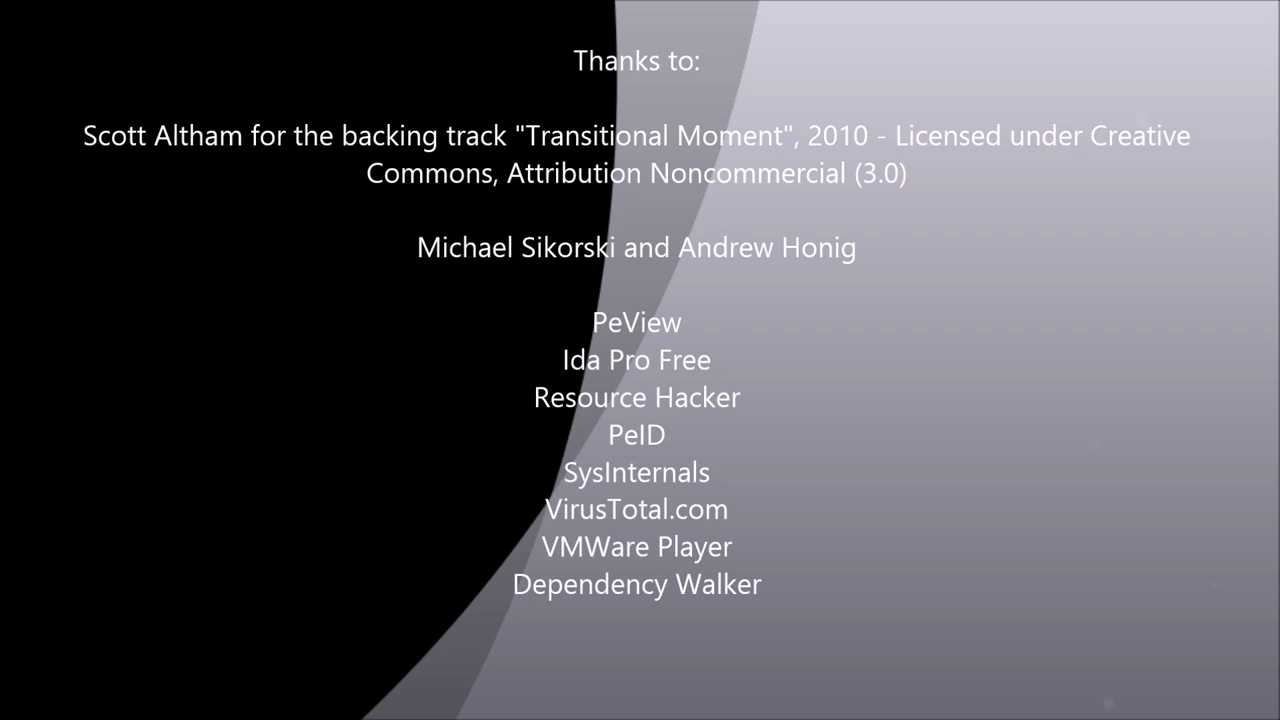 Thanks to:
Scott Altham for the backing track "Transitional Moment", 2010 - Licensed under Creative
Commons, Attribution Noncommercial (3.0)
Michael Sikorski and Andrew Honig
PeView
Ida Pro Free
Resource Hacker
PeID
SysInternals
VirusTotal.com
VMWare Player
Dependency Walker